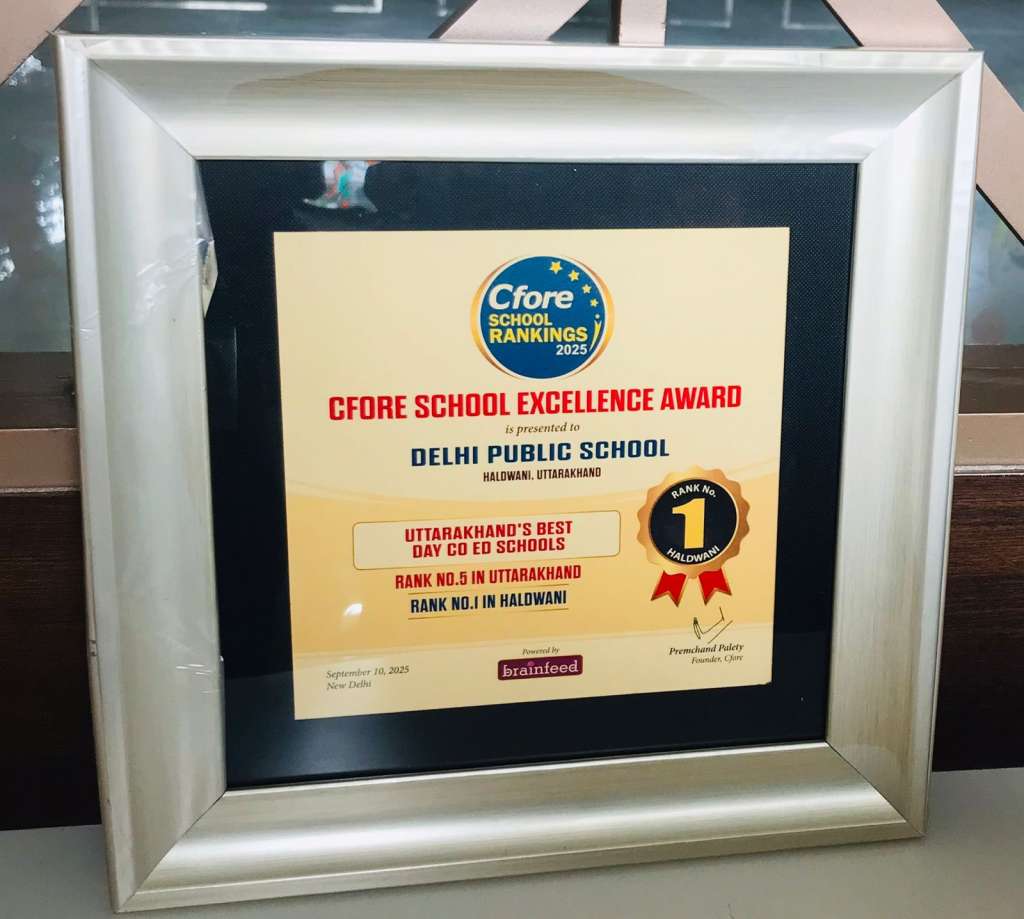 Cfore
SCHOOL
RANKINGS
2025
CFORE SCHOOL EXCELLENCE AWARD
is presented to
DELHI PUBLIC SCHOOL
HALDWANI, UTTARAKHAND
RANK No.
1
HALDWANI
UTTARAKHAND'S BEST
DAY CO ED SCHOOLS
RANK NO.5 IN UTTARAKHAND
RANK NO.1 IN HALDWANI
September 10, 2025
New Delhi
Powered by
brainfeed
Premchand Palety
Founder, Cfore